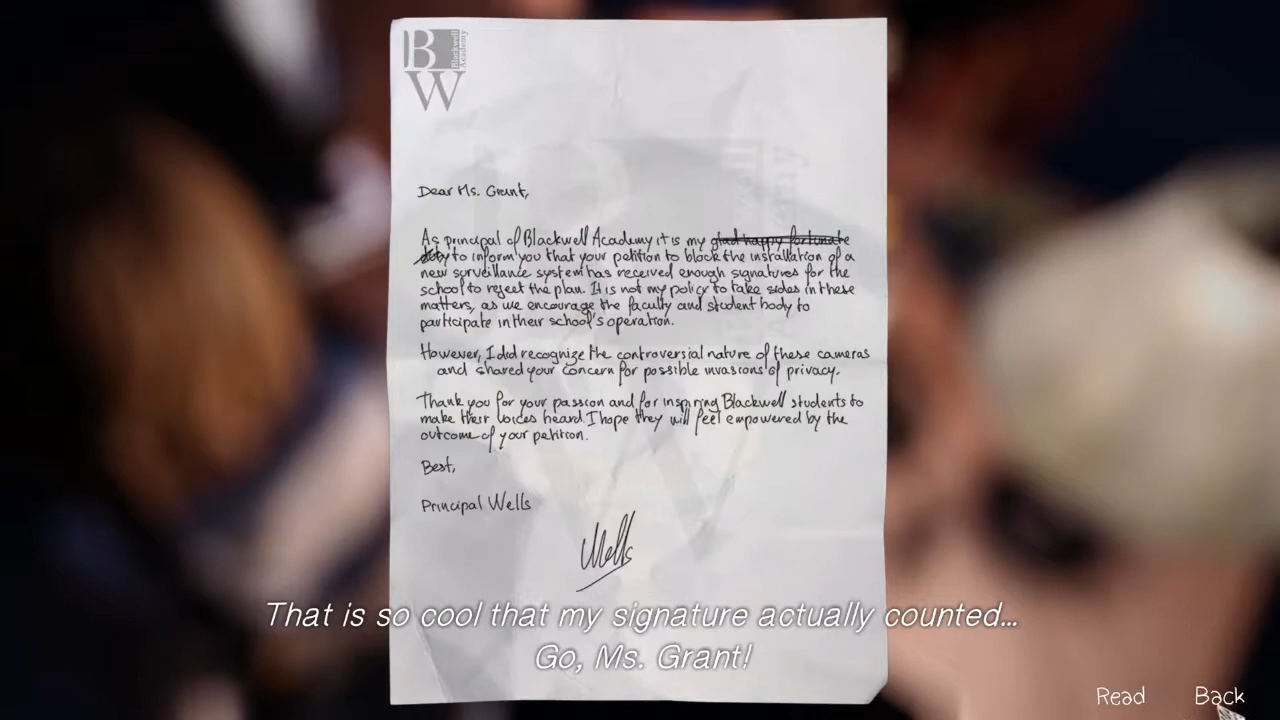 B
W
Blackwell
Academy
Dear Ms. Grant,
As principal of Blackwell Academy it is my glad happy fortunate
duty to inform you that your petition to block the installation of a
new surveillance system has received enough signatures for the
school to reject the plan. It is not my policy to take sides in these
matters, as we encourage the faculty and student body to
participate in their school's operation.
However, I did recognize the controversial nature of these cameras
and shared your concern for possible invasions of privacy.
Thank you for your passion and for inspiring Blackwell students to
make their voices heard I hope they will feel empowered by the
outcome of your petition.
Best,
Principal Wells
Wells
That is so cool that my signature actually counted...
Go, Ms. Grant!
Read Back